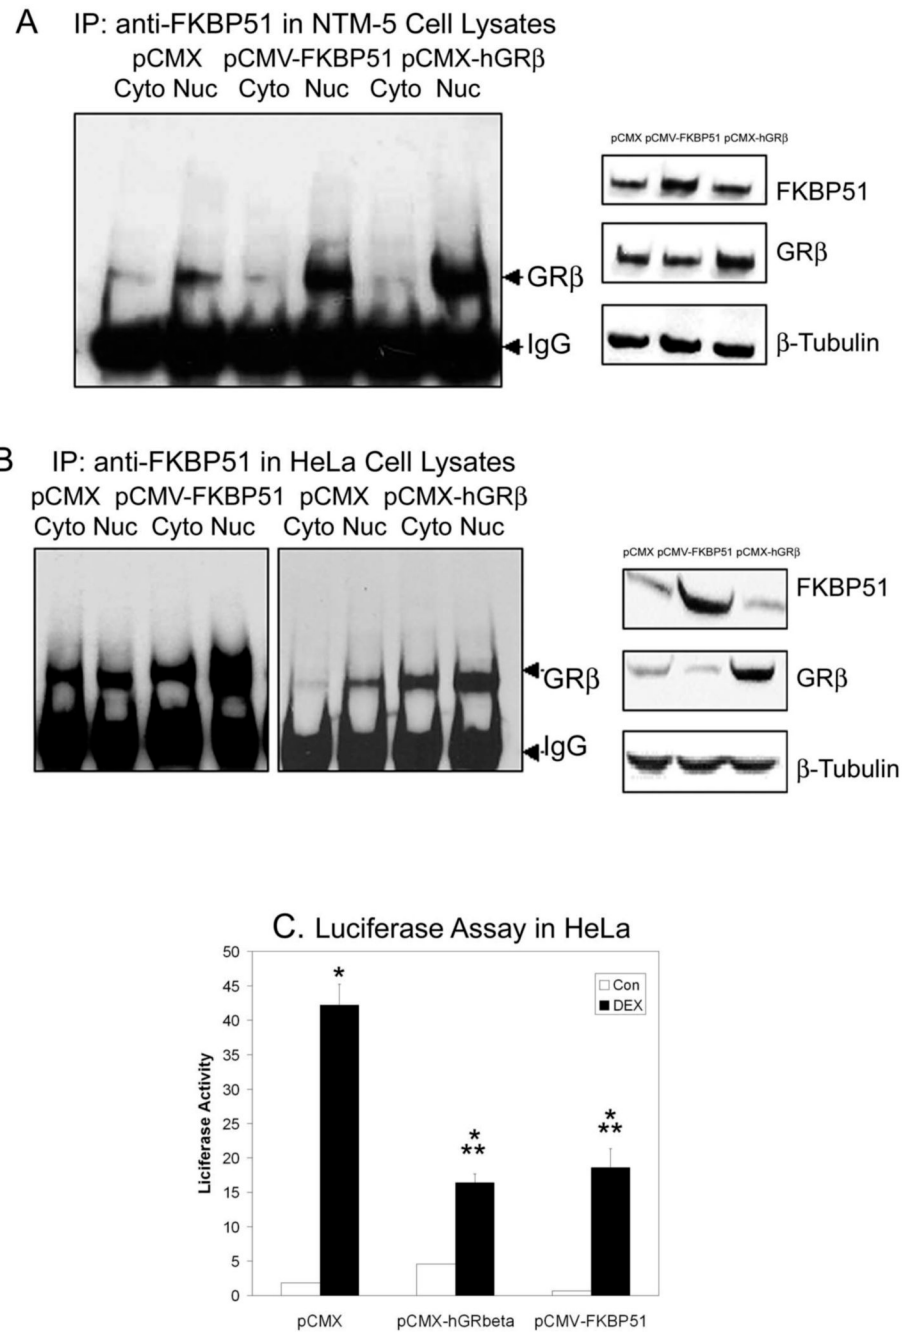 A IP: anti-FKBP51 in NTM-5 Cell Lysates
pCMX pCMV-FKBP51 pCMX-hGRβ
Cyto Nuc Cyto Nuc Cyto Nuc
GRβ
IgG
pCMX pCMV-FKBP51 pCMX-hGRβ
FKBP51
GRβ
β-Tubulin
B IP: anti-FKBP51 in HeLa Cell Lysates
pCMX pCMV-FKBP51 pCMX pCMX-hGRβ
Cyto Nuc Cyto Nuc Cyto Nuc Cyto Nuc
GRβ
IgG
pCMX pCMV-FKBP51 pCMX-hGRβ
FKBP51
GRβ
β-Tubulin
C. Luciferase Assay in HeLa
Liciferase Activity
50
45
40
35
30
25
20
15
10
5
0
*
*
**
*
**
Con
DEX
pCMX pCMX-hGRbeta pCMV-FKBP51